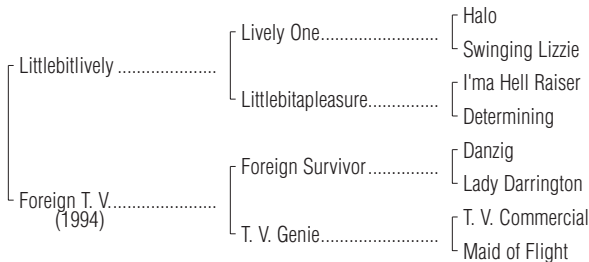 Halo
Lively One
Swinging Lizzie
Littlebitlively
I'ma Hell Raiser
Littlebitapleasure
Determining
Danzig
Foreign Survivor
Lady Darrington
Foreign T. V.
(1994)
T. V. Commercial
T. V. Genie
Maid of Flight